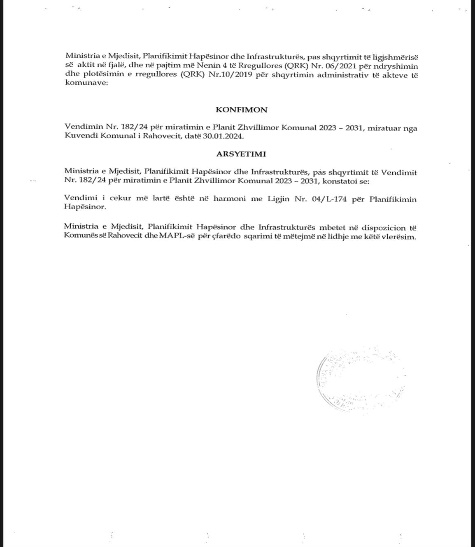 Ministria e Mjedisit, Planifikimit Hapësinor dhe Infrastrukturës, pas shqyrtimit të ligjshmërisë
së aktit në fjalë, dhe në pajtim më Nenin 4 të Rregullores (QRK) Nr. 06/2021 për ndryshimin
dhe plotësimin e rregullores (QRK) Nr.10/2019 për shqyrtimin administrativ të akteve të
komunave:
KONFIMON
Vendimin Nr. 182/24 për miratimin e Planit Zhvillimor Komunal 2023 – 2031, miratuar nga
Kuvendi Komunal i Rahovecit, datë 30.01.2024.
ARSYETIMI
Ministria e Mjedisit, Planifikimit Hapësinor dhe Infrastrukturës, pas shqyrtimit të Vendimit
Nr. 182/24 për miratimin e Planit Zhvillimor Komunal 2023 – 2031, konstatoi se:
Vendimi i cekur më lartë është në harmoni me Ligjin Nr. 04/L-174 për Planifikimin
Hapësinor.
Ministria e Mjedisit, Planifikimit Hapësinor dhe Infrastrukturës mbetet në dispozicion të
Komunës së Rahovecit dhe MAPL-së për çfarëdo sqarimi të mëtejmë në lidhje me këtë vlerësim.